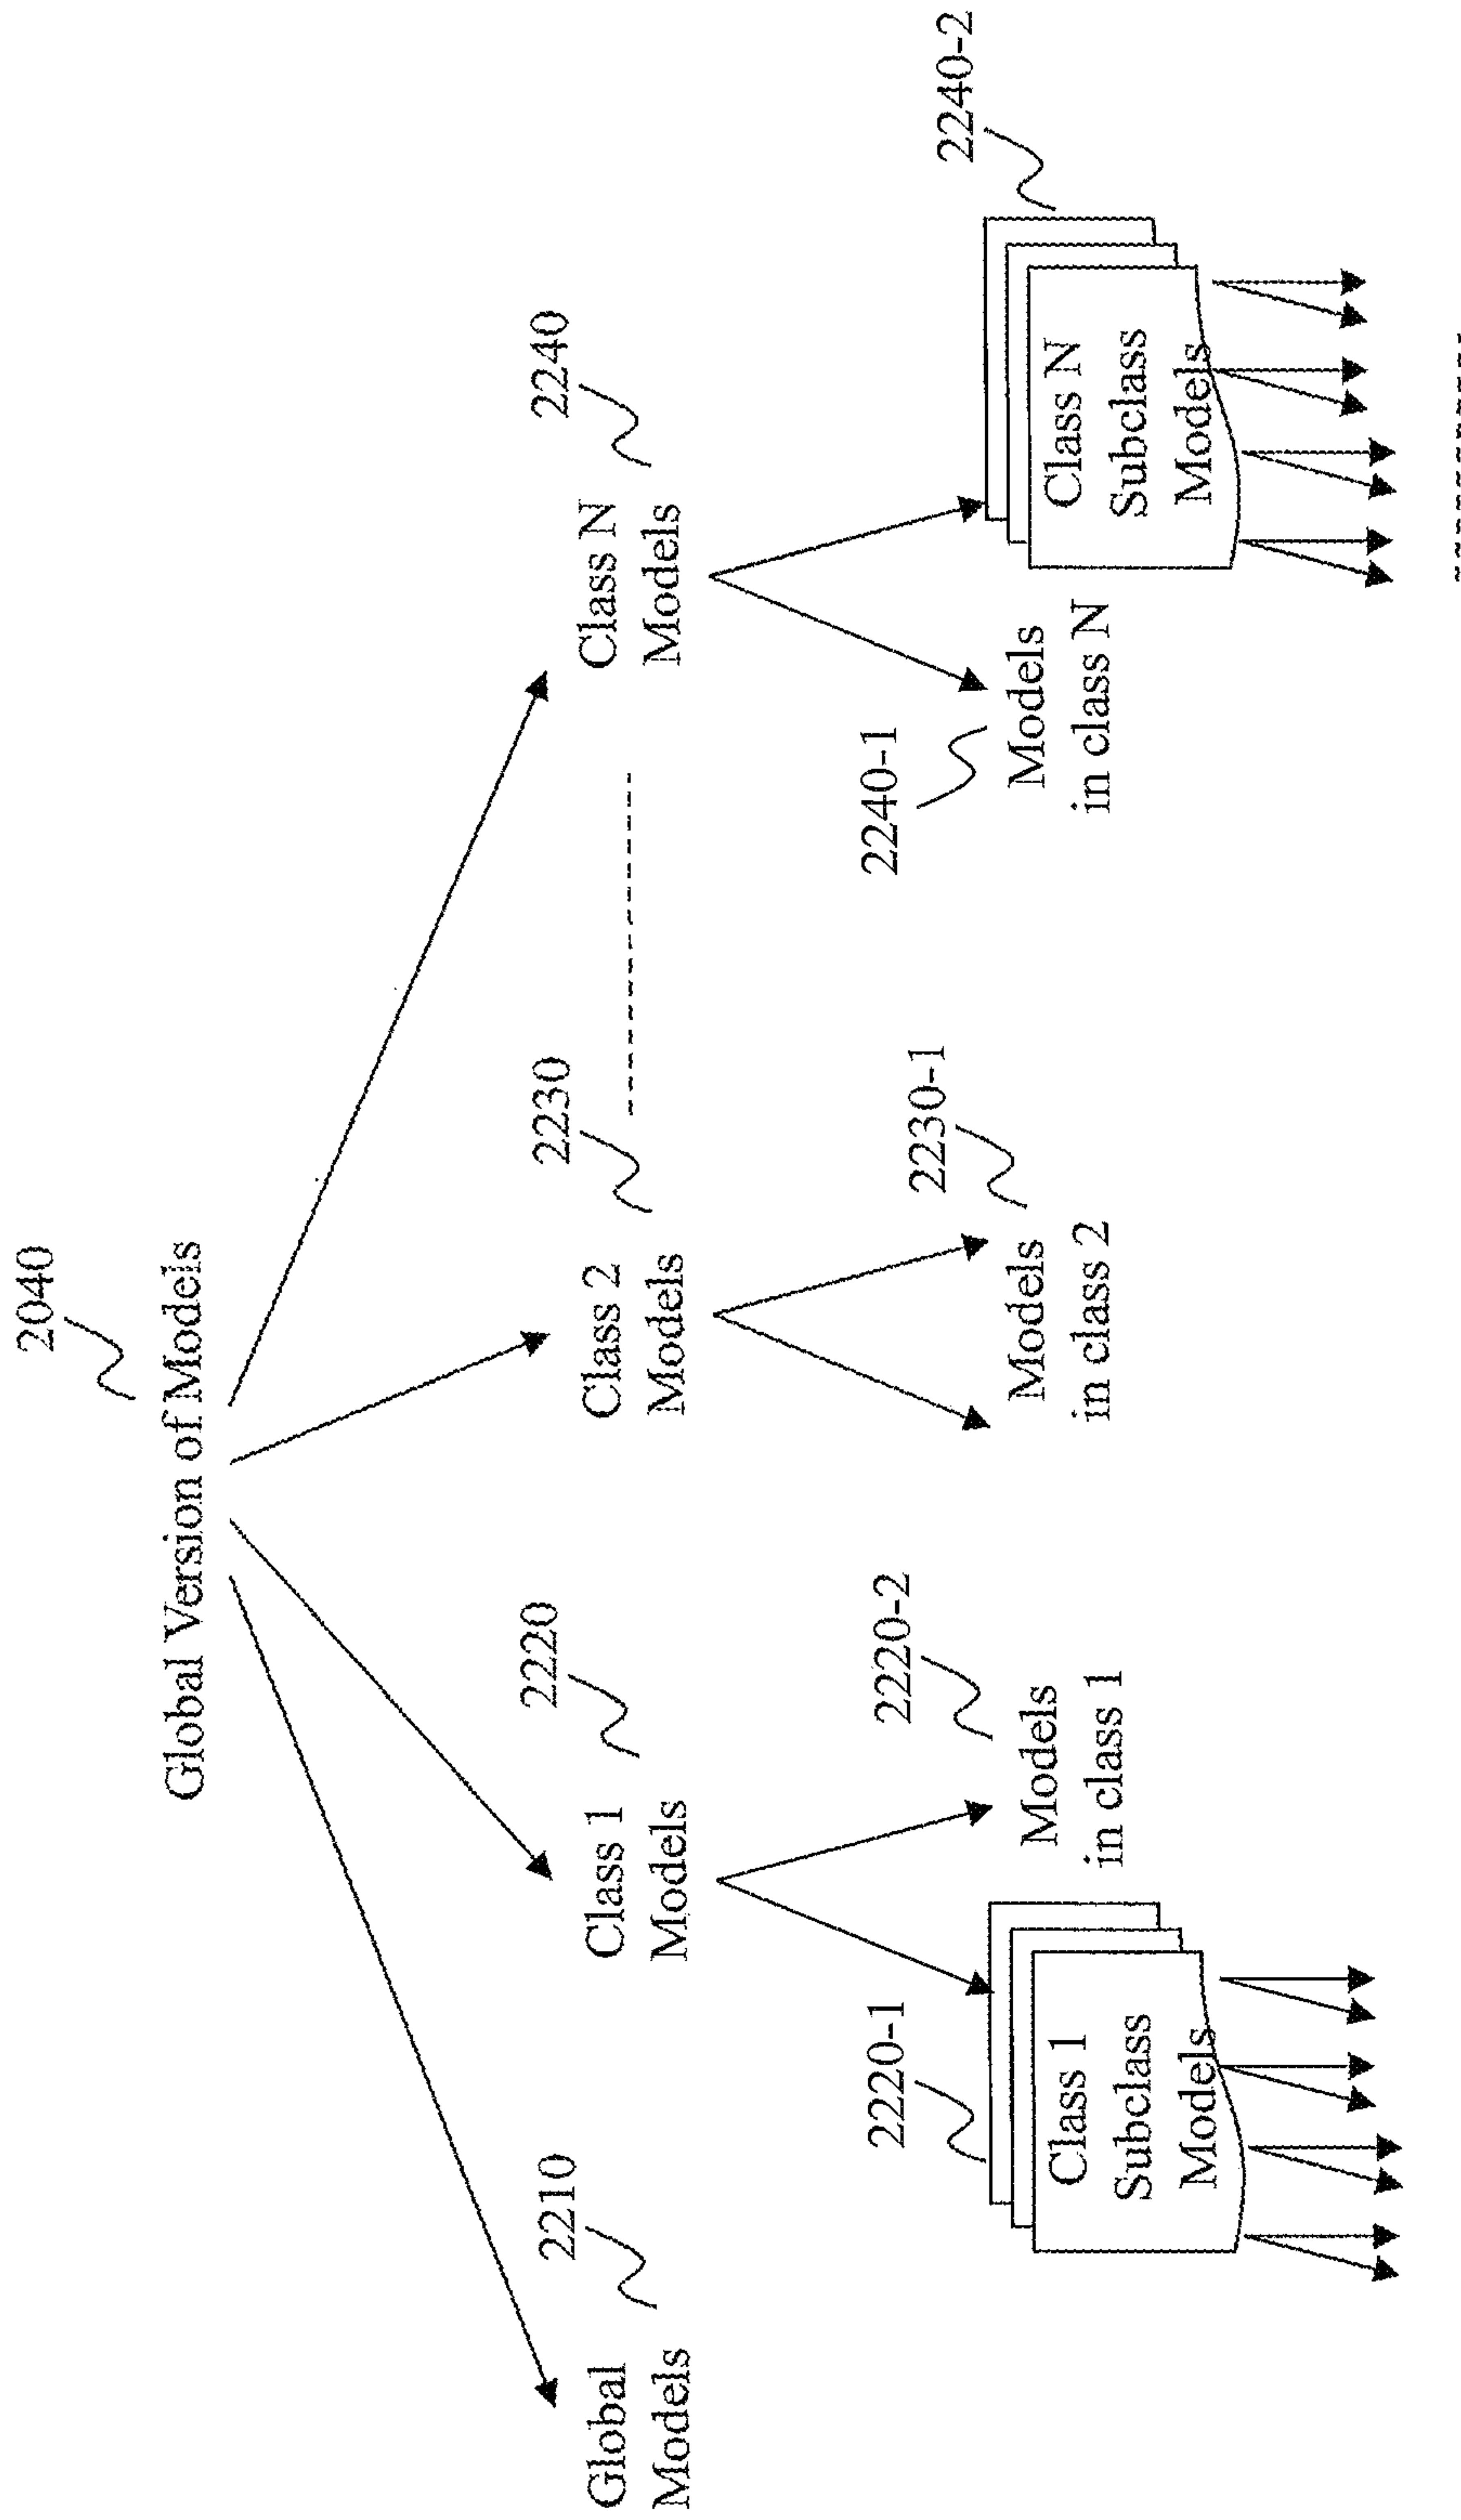 2040
Global Version of Models
2210
Global
Models
2220
Class 1
Models
2230
Class 2
Models
2240
Class N
Models
2220-1
Class 1
Subclass
Models
2220-2
Models
in class 1
2230-1
Models
in class 2
2240-1
Models
in class N
2240-2
Class N
Subclass
Models